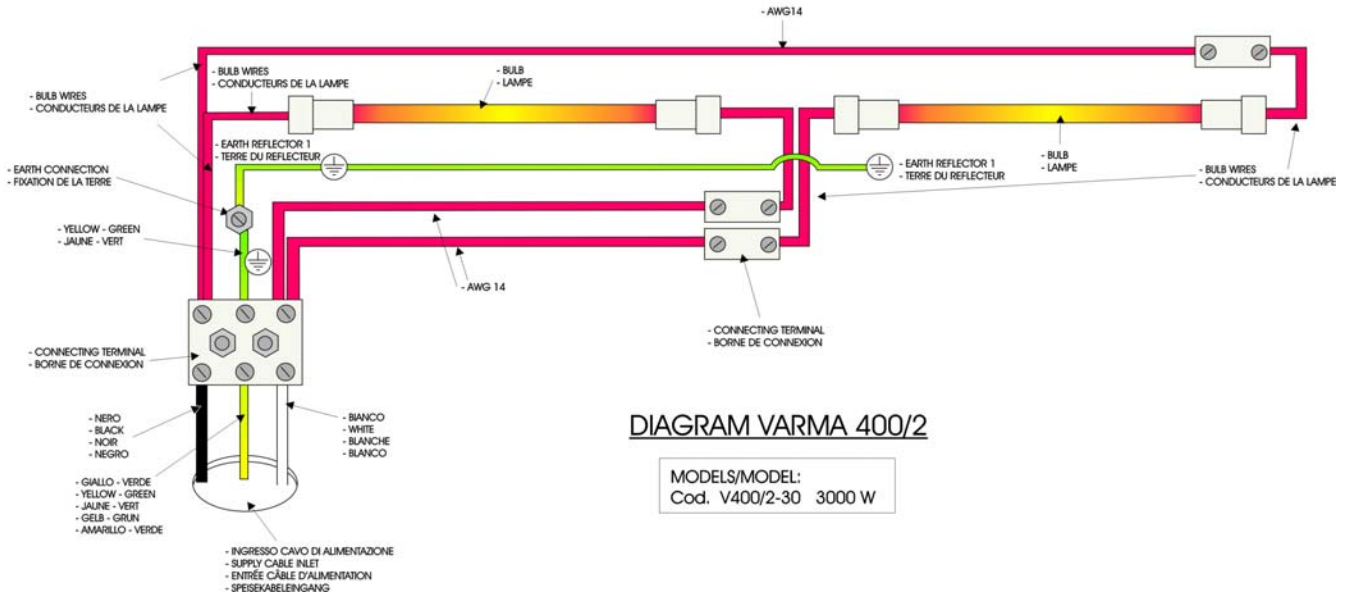 - AWG14
- BULB WIRES
- CONDUCTEURS DE LA LAMPE
- BULB WIRES
- CONDUCTEURS DE LA LAMPE
- BULB
- LAMPE
- EARTH REFLECTOR 1
- TERRE DU REFLECTEUR
- EARTH CONNECTION
- FIXATION DE LA TERRE
- EARTH REFLECTOR 1
- TERRE DU REFLECTEUR
- BULB
- LAMPE
- BULB WIRES
- CONDUCTEURS DE LA LAMPE
- YELLOW - GREEN
- JAUNE - VERT
- AWG 14
- CONNECTING TERMINAL
- BORNE DE CONNEXION
- CONNECTING TERMINAL
- BORNE DE CONNEXION
- NERO
- BLACK
- NOIR
- NEGRO
- BIANCO
- WHITE
- BLANCHE
- BLANCO
- GIALLO - VERDE
- YELLOW - GREEN
- JAUNE - VERT
- GELB - GRUN
- AMARILLO - VERDE
- INGRESSO CAVO DI ALIMENTAZIONE
- SUPPLY CABLE INLET
- ENTRÉE CÂBLE D'ALIMENTATION
- SPEISEKABELEINGANG
DIAGRAM VARMA 400/2
MODELS/MODEL:
Cod. V400/2-30 3000 W